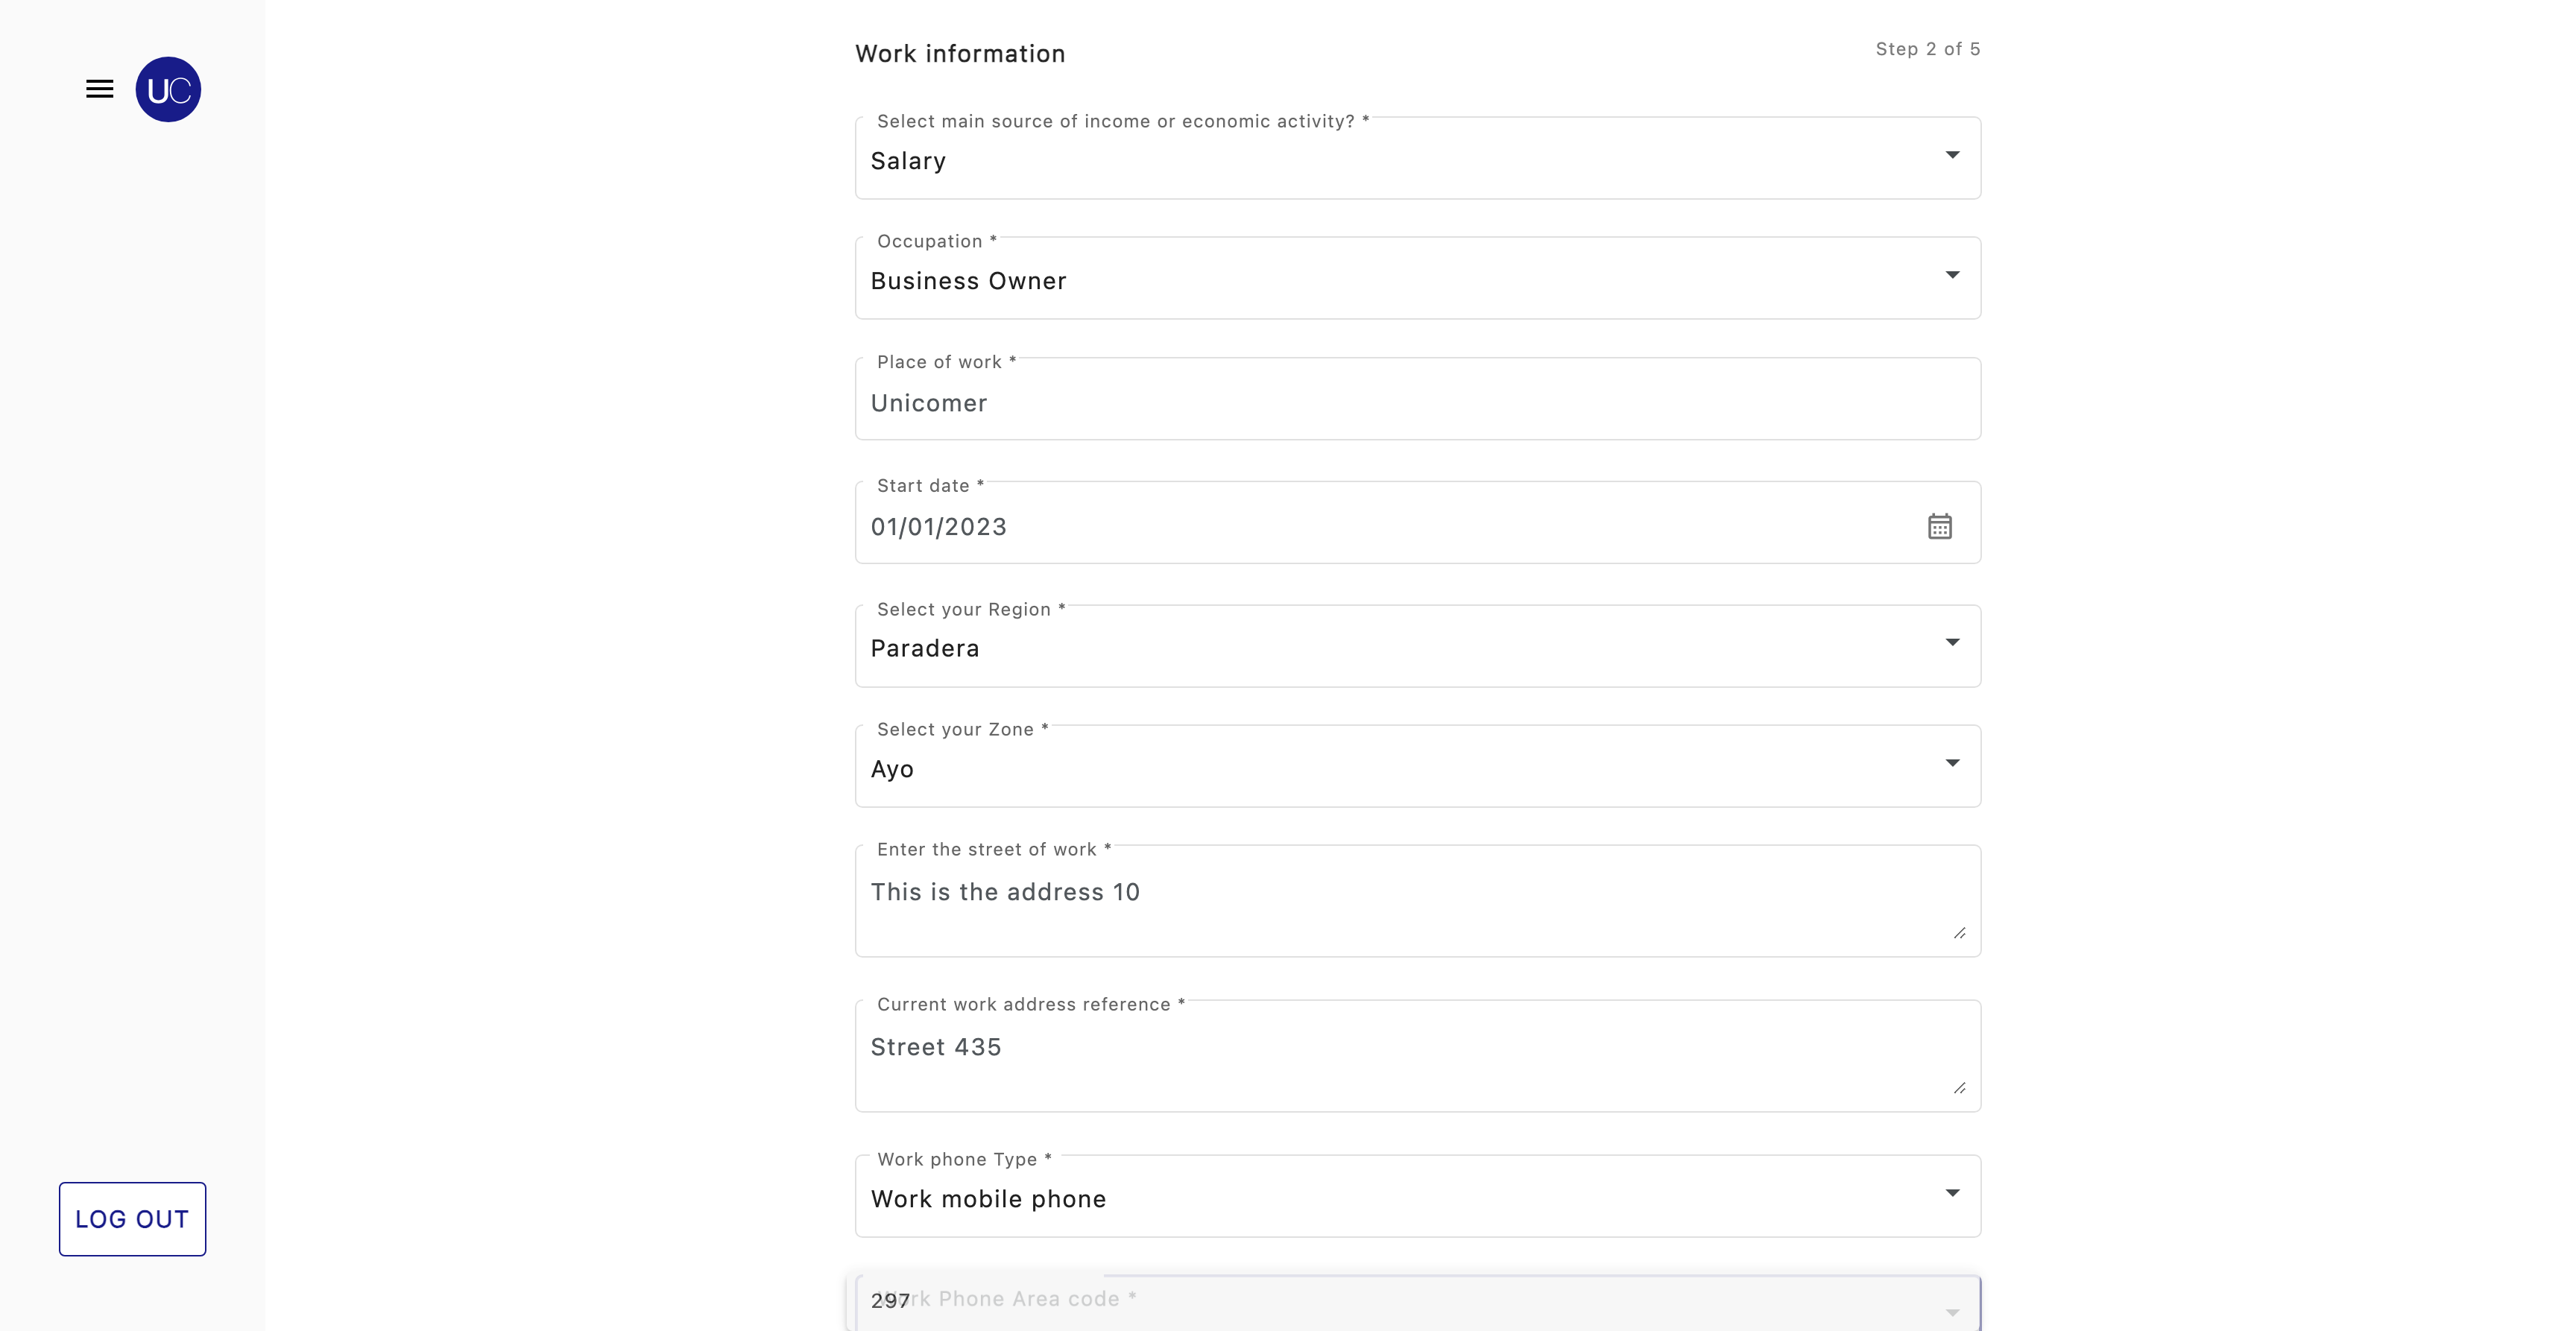 UC
Work information
Step 2 of 5
Select main source of income or economic activity? *
Salary
Occupation *
Business Owner
Place of work *
Unicomer
Start date *
01/01/2023
Select your Region *
Paradera
Select your Zone *
Ayo
Enter the street of work *
This is the address 10
Current work address reference *
Street 435
Work phone Type *
Work mobile phone
Work Phone Area code *
297
LOG OUT